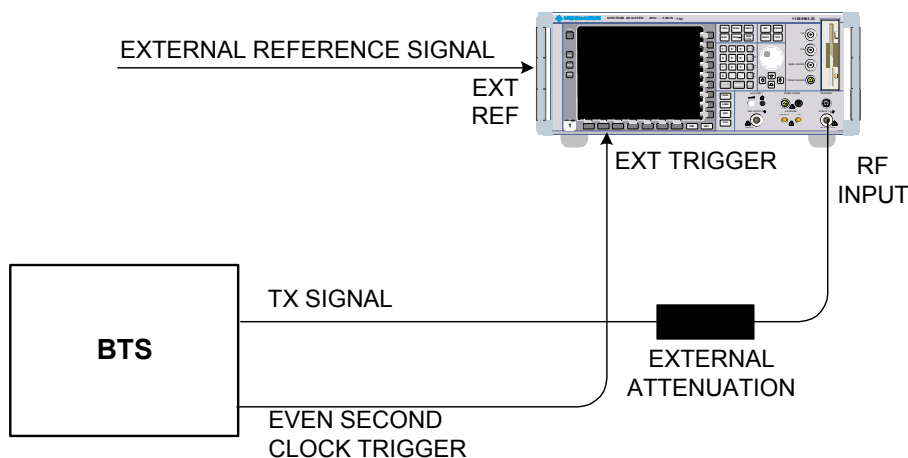 EXTERNAL REFERENCE SIGNAL
EXT
REF
EXT TRIGGER
RF
INPUT
TX SIGNAL
BTS
EXTERNAL
ATTENUATION
EVEN SECOND
CLOCK TRIGGER